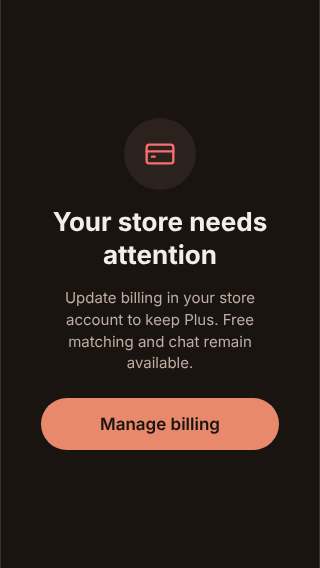 Your store needs
attention
Update billing in your store
account to keep Plus. Free
matching and chat remain
available.
Manage billing